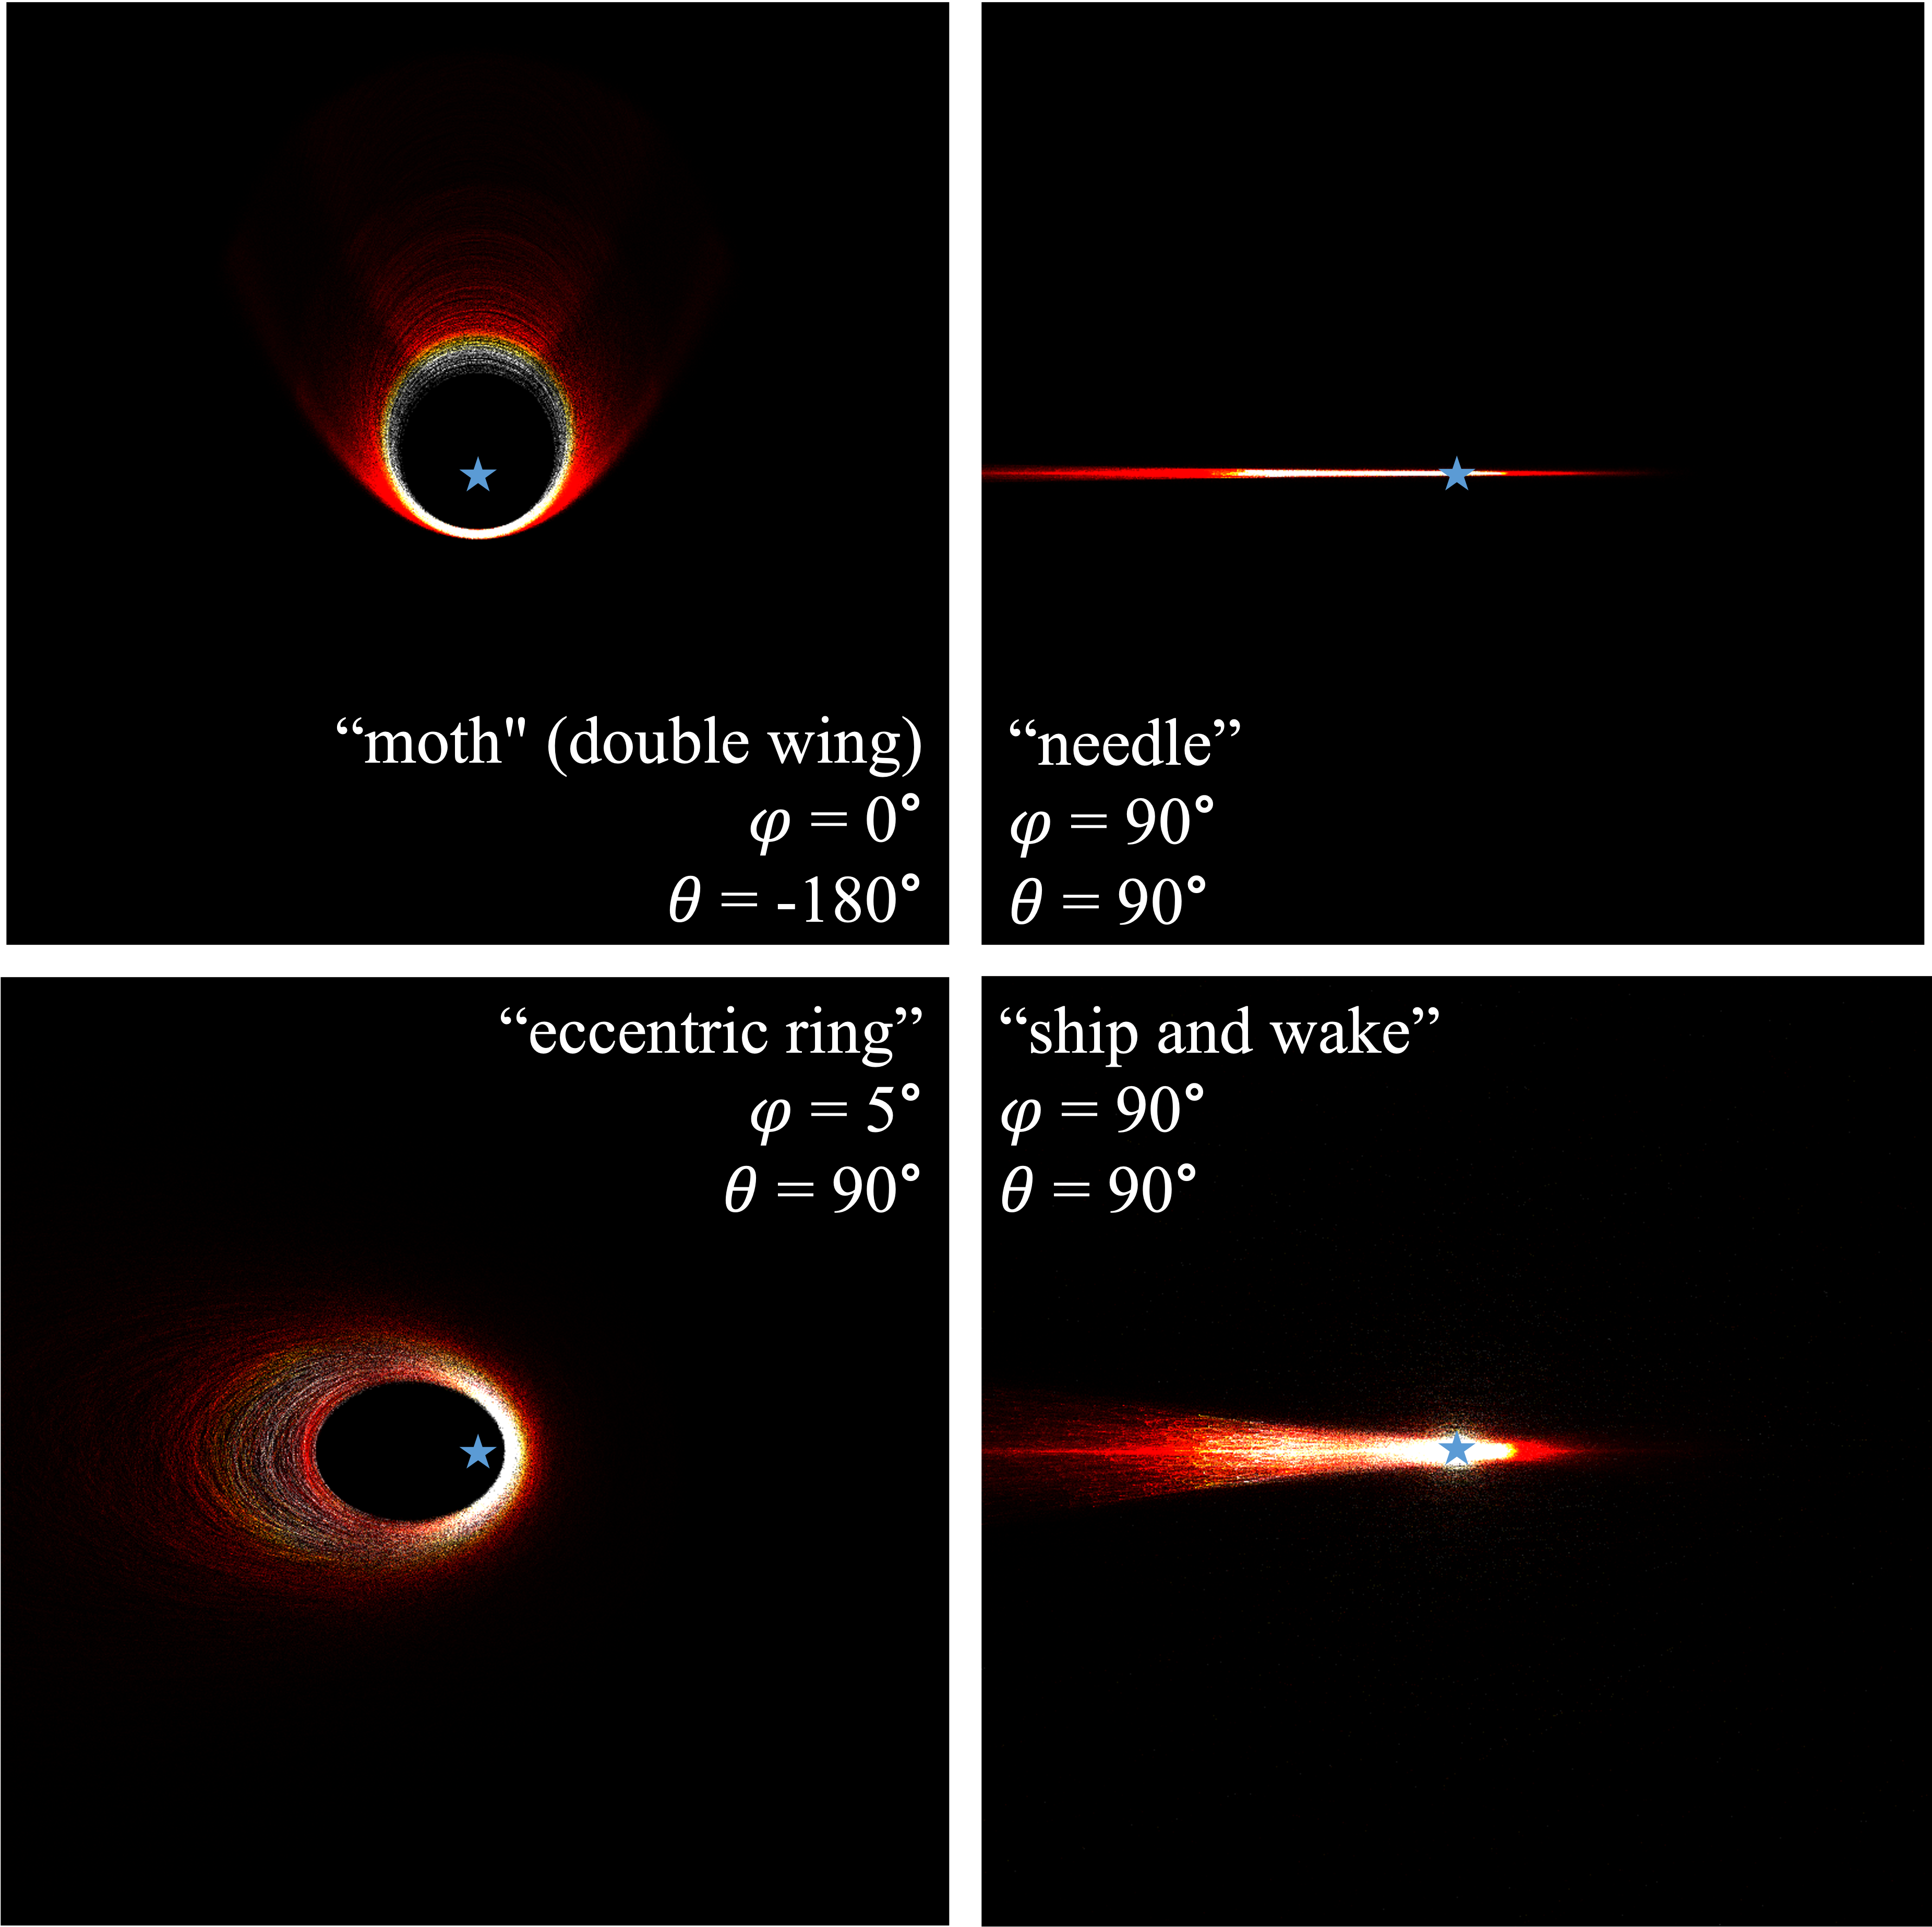 “moth" (double wing)
φ = 0°
θ = -180°
“needle”
φ = 90°
θ = 90°
“eccentric ring”
φ = 5°
θ = 90°
“ship and wake”
φ = 90°
θ = 90°